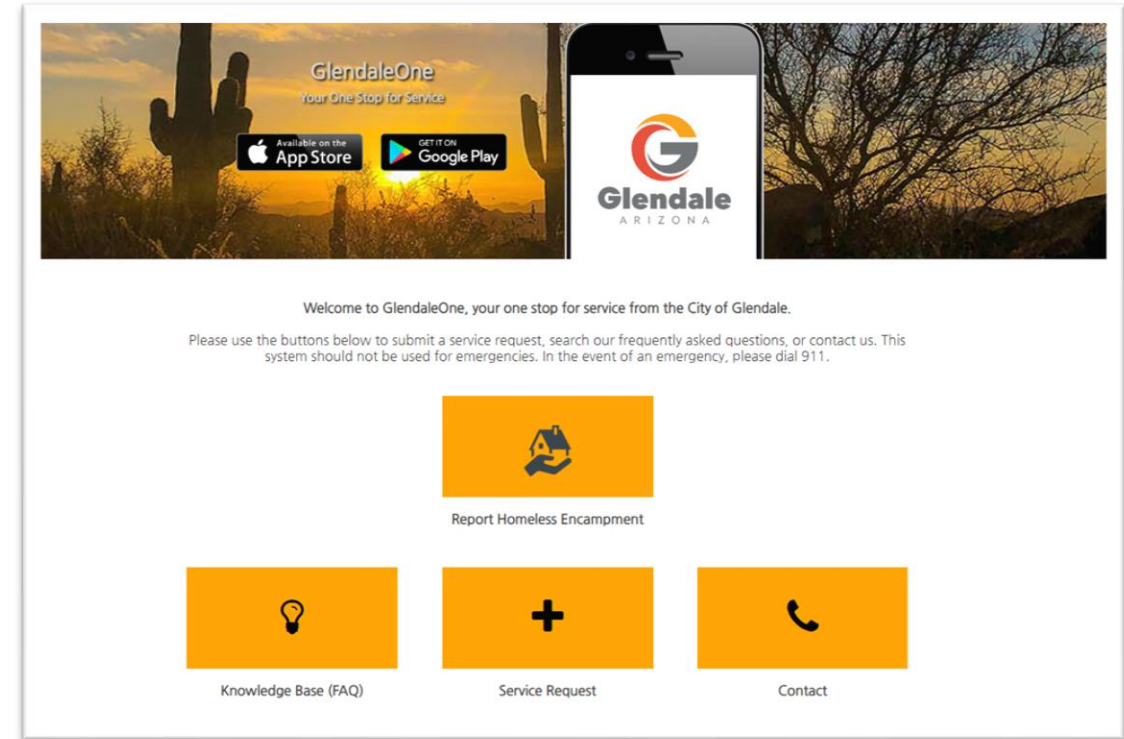 GlendaleOne
Your One Stop for Service
Available on the
App Store
GET IT ON
Google Play
G
Glendale
ARIZONA
Welcome to GlendaleOne, your one stop for service from the City of Glendale.
Please use the buttons below to submit a service request, search our frequently asked questions, or contact us. This
system should not be used for emergencies. In the event of an emergency, please dial 911.
Report Homeless Encampment
Knowledge Base (FAQ)
Service Request
Contact